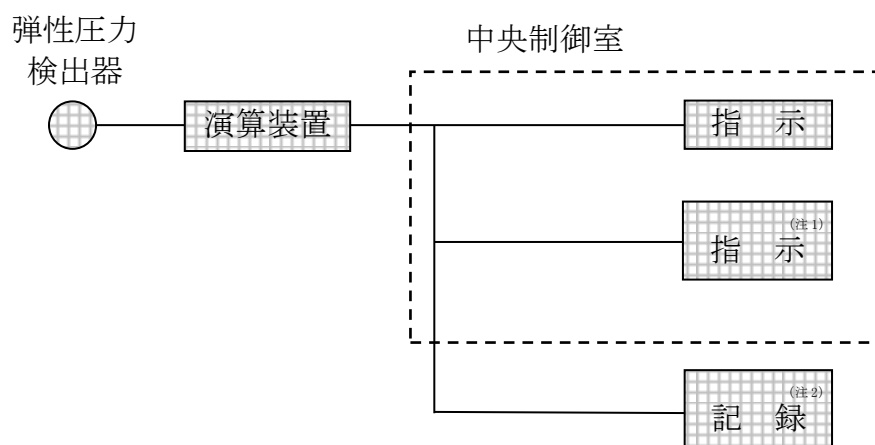 弾性圧力
検出器
中央制御室
演算装置
指 示
(注1)
指 示
(注2)
記 録